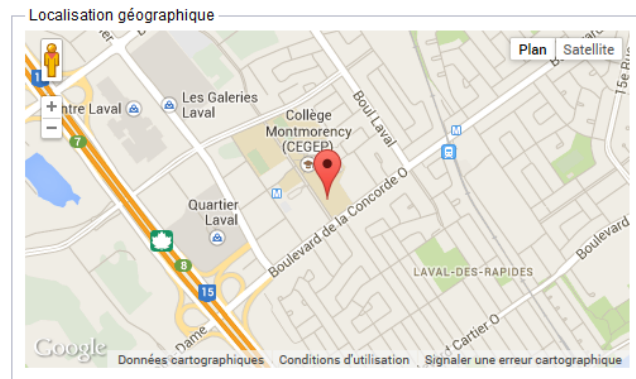 Localisation géographique
Plan Satellite
15e Rue
Centre Laval
Les Galeries
Laval
Collège
Montmorency
(CEGEP)
Boul Laval
M
7
M
Quartier
Laval
Boulevard de la Concorde O
Boulevard
8
15
LAVAL-DES-RAPIDES
Dame
Cartier O
Google
Données cartographiques Conditions d'utilisation Signaler une erreur cartographique